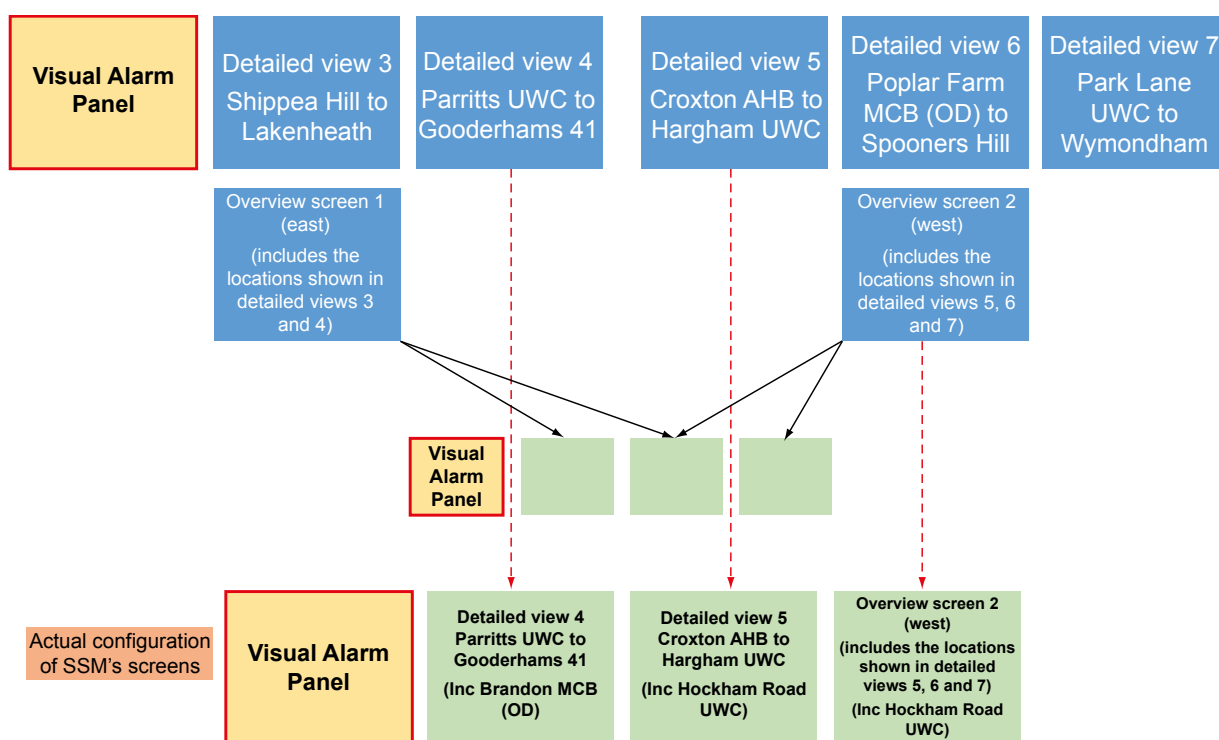 Visual Alarm
Panel
Detailed view 3
Shippea Hill to
Lakenheath
Detailed view 4
Parritts UWC to
Gooderhams 41
Detailed view 5
Croxton AHB to
Hargham UWC
Detailed view 6
Poplar Farm
MCB (OD) to
Spooners Hill
Detailed view 7
Park Lane
UWC to
Wymondham
Overview screen 1
(east)
(includes the
locations shown in
detailed views 3
and 4)
Overview screen 2
(west)
(includes the
locations shown in
detailed views 5, 6
and 7)
Visual
Alarm
Panel
Actual configuration
of SSM's screens
Visual Alarm
Panel
Detailed view 4
Parritts UWC to
Gooderhams 41
(Inc Brandon MCB
(OD)
Detailed view 5
Croxton AHB to
Hargham UWC
(Inc Hockham Road
UWC)
Overview screen 2
(west)
(includes the locations
shown in detailed
views 5, 6 and 7)
(Inc Hockham Road
UWC)